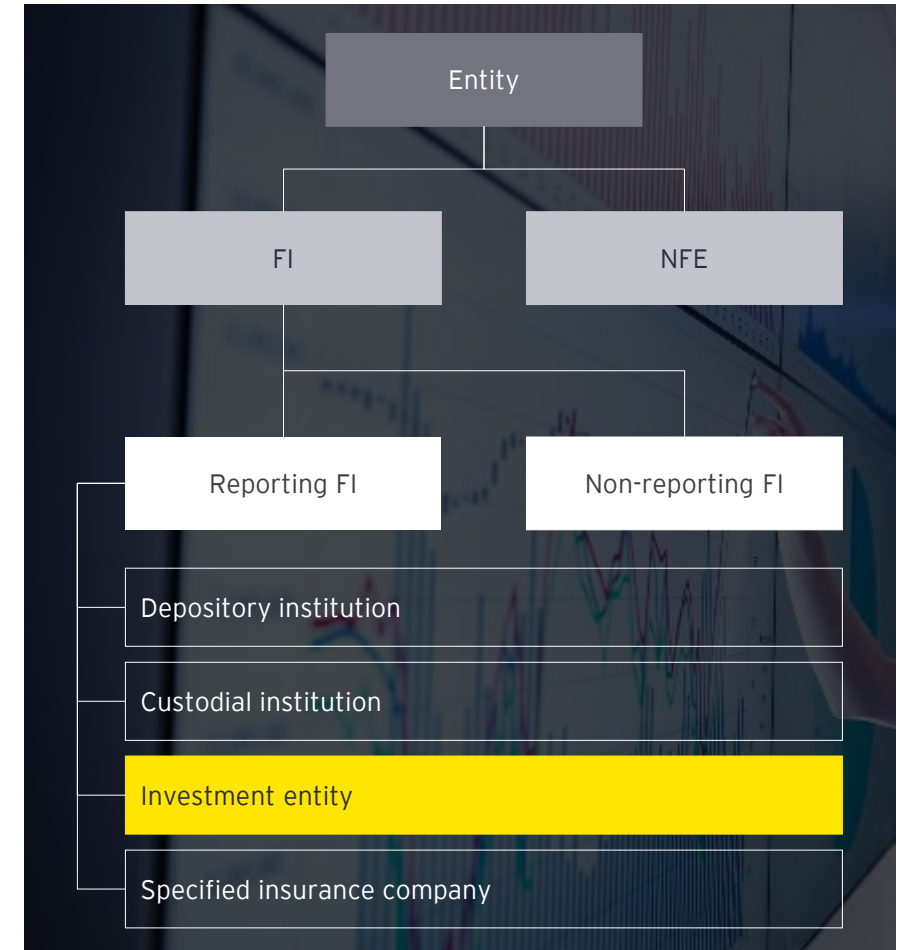 Entity
FI
NFE
Reporting FI
Non-reporting FI
Depository institution
Custodial institution
Investment entity
Specified insurance company